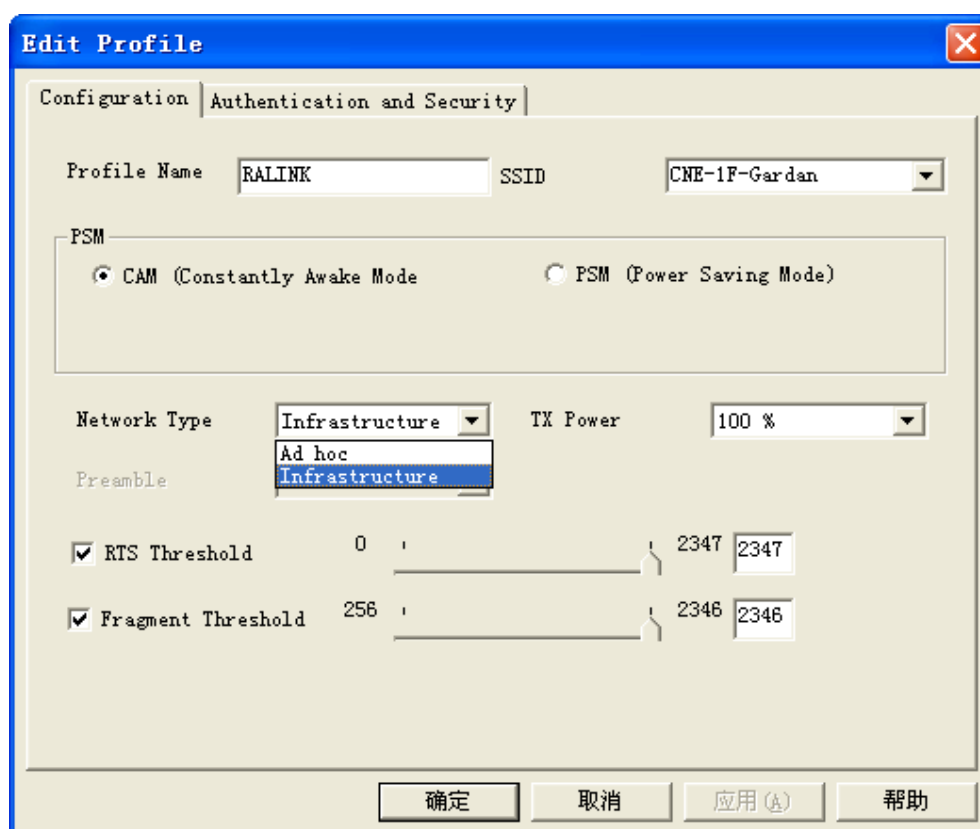 Edit Profile
Configuration Authentication and Security
Profile Name RALINK SSID CNE-1F-Gardan
PSM
CAM (Constantly Awake Mode PSM (Power Saving Mode)
Network Type Infrastructure TX Power 100 %
Ad hoc
Infrastructure
Preamble
RTS Threshold 0 2347 2347
Fragment Threshold 256 2346 2346
确定 取消 应用(A) 帮助